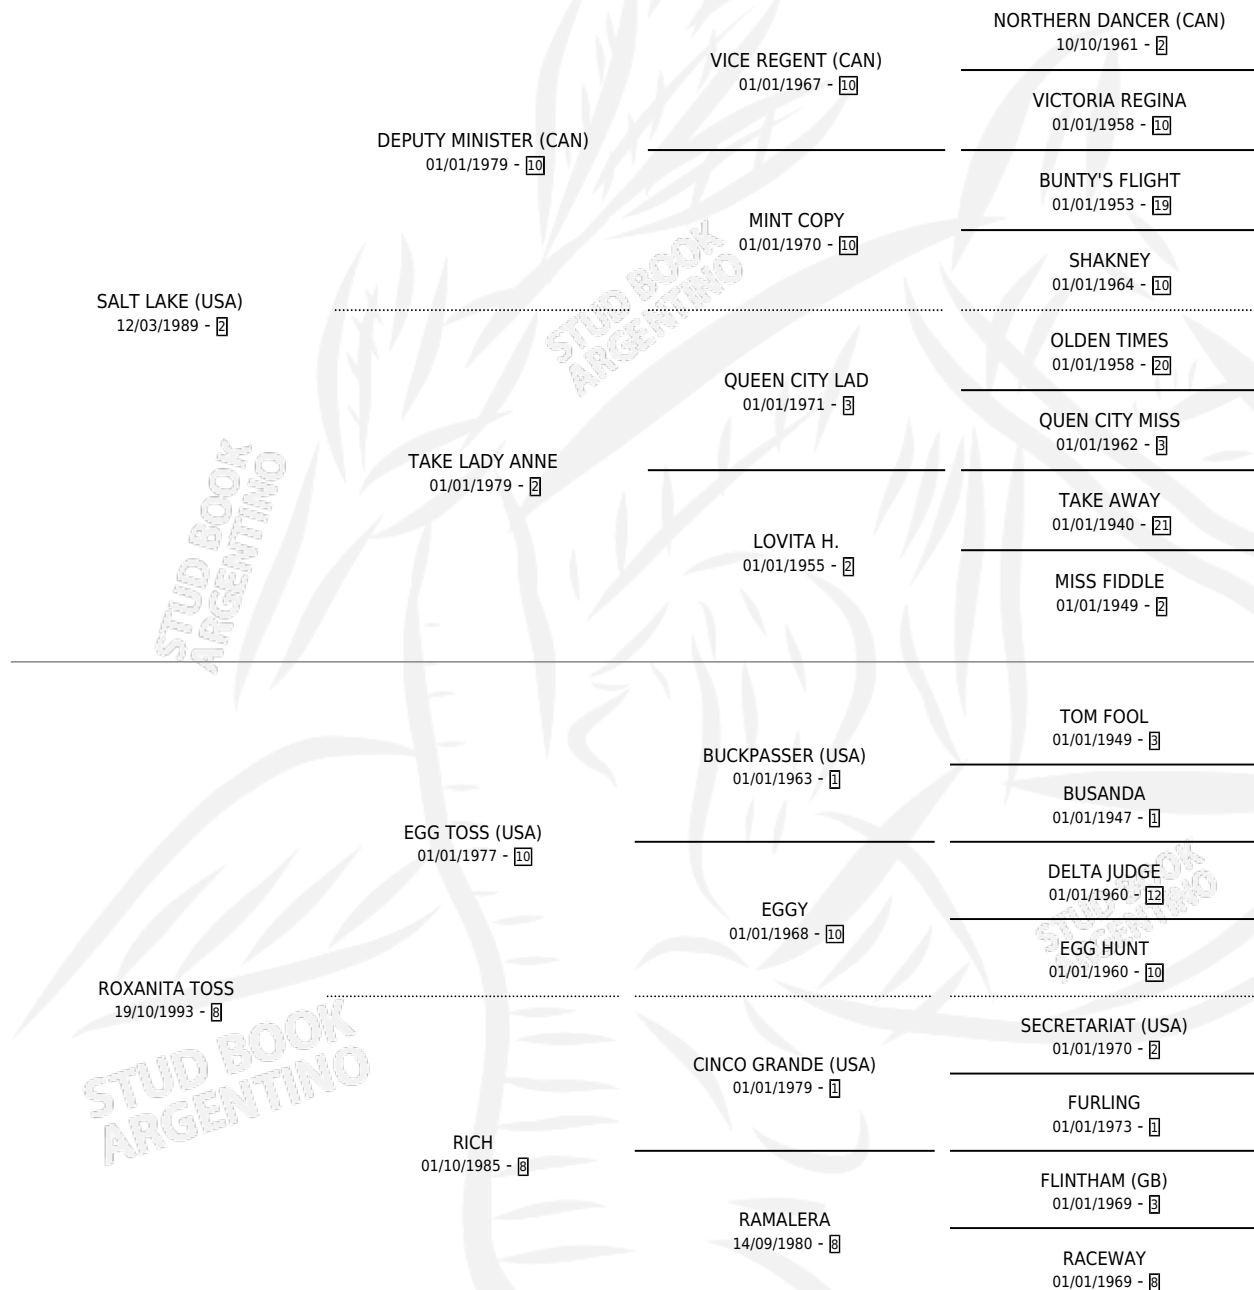 NORTHERN DANCER (CAN)
10/10/1961 - 2
VICE REGENT (CAN)
01/01/1967 - 10
VICTORIA REGINA
01/01/1958 - 10
DEPUTY MINISTER (CAN)
01/01/1979 - 10
BUNTY'S FLIGHT
01/01/1953 - 19
MINT COPY
01/01/1970 - 10
SHAKNEY
01/01/1964 - 10
SALT LAKE (USA)
12/03/1989 - 2
OLDEN TIMES
01/01/1958 - 20
QUEEN CITY LAD
01/01/1971 - 3
QUEN CITY MISS
01/01/1962 - 3
TAKE LADY ANNE
01/01/1979 - 2
TAKE AWAY
01/01/1940 - 21
LOVITA H.
01/01/1955 - 2
MISS FIDDLE
01/01/1949 - 2
STUD BOOK
ARGENTINO
STUD BOOK
ARGENTINO
TOM FOOL
01/01/1949 - 3
BUCKPASSER (USA)
01/01/1963 - 1
BUSANDA
01/01/1947 - 1
EGG TOSS (USA)
01/01/1977 - 10
DELTA JUDGE
01/01/1960 - 12
EGGY
01/01/1968 - 10
EGG HUNT
01/01/1960 - 10
ROXANITA TOSS
19/10/1993 - 8
SECRETARIAT (USA)
01/01/1970 - 2
CINCO GRANDE (USA)
01/01/1979 - 1
FURLING
01/01/1973 - 1
RICH
01/10/1985 - 8
FLINTHAM (GB)
01/01/1969 - 3
RAMALERA
14/09/1980 - 8
RACEWAY
01/01/1969 - 8
STUD BOOK
ARGENTINO
STUD BOOK
ARGENTINO